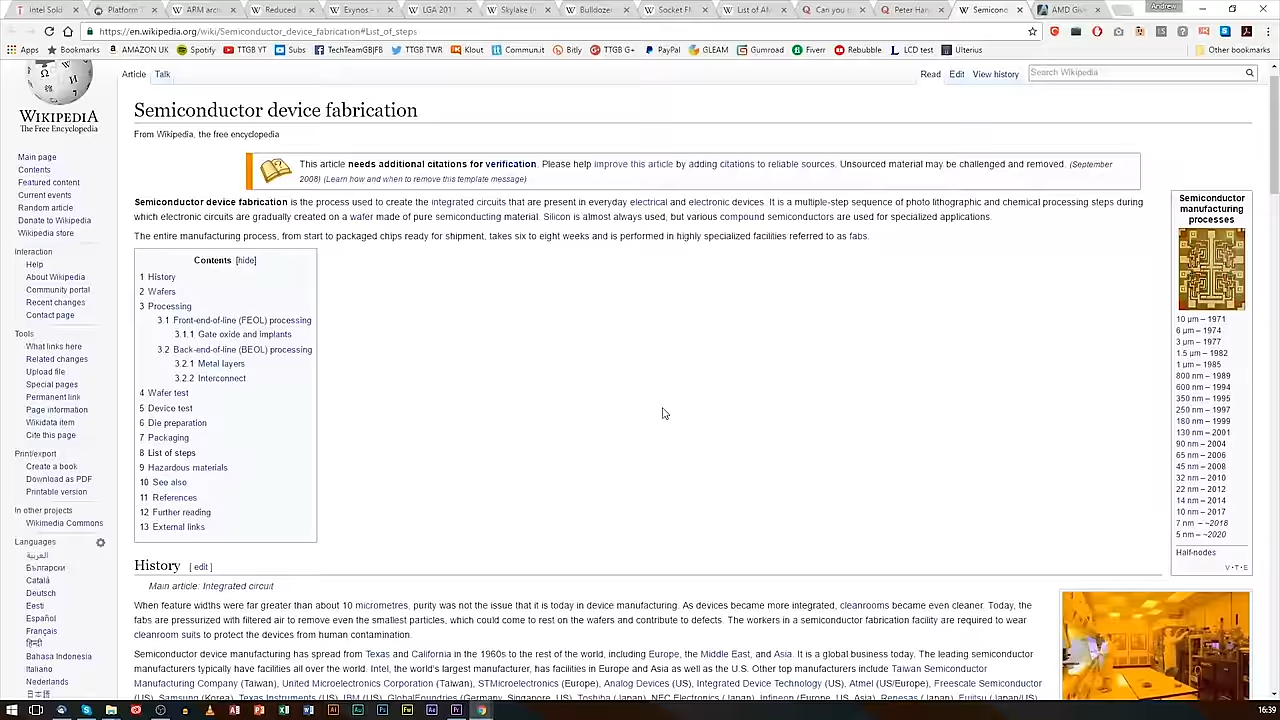 intel Soldi
Platform T
ARM arch
Reduced
Exynos -
LGA 2011
Skylake (m
Bulldozer
Socket FM
List of AM
Can you b
Peter Han
Semicond
AMD Give
Andrew
https://en.wikipedia.org/wiki/Semiconductor_device_fabrication#List_of_steps
Apps
Bookmarks
AMAZON UK
Spotify
TTGB YT
Subs
TechTeamGBJFB
TTGB TWR
Klout
Commun.it
Bitly
TTGB G+
PayPal
GLEAM
Gumroad
Fiverr
Rebubble
LCD test
Ulterius
Other bookmarks
Article
Talk
Read
Edit
View history
Search Wikipedia
WIKIPEDIA
The Free Encyclopedia
Main page
Contents
Featured content
Current events
Random article
Donate to Wikipedia
Wikipedia store
Interaction
Help
About Wikipedia
Community portal
Recent changes
Contact page
Tools
What links here
Related changes
Upload file
Special pages
Permanent link
Page information
Wikidata item
Cite this page
Print/export
Create a book
Download as PDF
Printable version
In other projects
Wikimedia Commons
Languages
العربية
Български
Català
Deutsch
Eesti
Español
Français
हिन्दी
Bahasa Indonesia
Italiano
Nederlands
日本語
Semiconductor device fabrication
From Wikipedia, the free encyclopedia
This article needs additional citations for verification. Please help improve this article by adding citations to reliable sources. Unsourced material may be challenged and removed. (September
2008) (Learn how and when to remove this template message)
Semiconductor device fabrication is the process used to create the integrated circuits that are present in everyday electrical and electronic devices. It is a multiple-step sequence of photo lithographic and chemical processing steps during
which electronic circuits are gradually created on a wafer made of pure semiconducting material. Silicon is almost always used, but various compound semiconductors are used for specialized applications.
The entire manufacturing process, from start to packaged chips ready for shipment, takes six to eight weeks and is performed in highly specialized facilities referred to as fabs.
Contents [hide]
1 History
2 Wafers
3 Processing
3.1 Front-end-of-line (FEOL) processing
3.1.1 Gate oxide and implants
3.2 Back-end-of-line (BEOL) processing
3.2.1 Metal layers
3.2.2 Interconnect
4 Wafer test
5 Device test
6 Die preparation
7 Packaging
8 List of steps
9 Hazardous materials
10 See also
11 References
12 Further reading
13 External links
Semiconductor
manufacturing
processes
10 µm – 1971
6 µm – 1974
3 µm – 1977
1.5 µm – 1982
1 µm – 1985
800 nm – 1989
600 nm – 1994
350 nm – 1995
250 nm – 1997
180 nm – 1999
130 nm – 2001
90 nm – 2004
65 nm – 2006
45 nm – 2008
32 nm – 2010
22 nm – 2012
14 nm – 2014
10 nm – 2017
7 nm – ~2018
5 nm – ~2020
Half-nodes
V · T · E
History [ edit ]
Main article: Integrated circuit
When feature widths were far greater than about 10 micrometres, purity was not the issue that it is today in device manufacturing. As devices became more integrated, cleanrooms became even cleaner. Today, the
fabs are pressurized with filtered air to remove even the smallest particles, which could come to rest on the wafers and contribute to defects. The workers in a semiconductor fabrication facility are required to wear
cleanroom suits to protect the devices from human contamination.
Semiconductor device manufacturing has spread from Texas and California in the 1960s to the rest of the world, including Europe, the Middle East, and Asia. It is a global business today. The leading semiconductor
manufacturers typically have facilities all over the world. Intel, the world's largest manufacturer, has facilities in Europe and Asia as well as the U.S. Other top manufacturers include Taiwan Semiconductor
Manufacturing Company (Taiwan), United Microelectronics Corporation (Taiwan), STMicroelectronics (Europe), Analog Devices (US), Integrated Device Technology (US), Atmel (US/Europe), Freescale Semiconductor
(US), Samsung (Korea), Texas Instruments (US), IBM (US), GlobalFoundries (Germany, Singapore, US), Toshiba (Japan), NEC Electronics (Japan), Infineon (Europe, US, Asia), Renesas (Japan), Fujitsu (Japan/US)
16:39